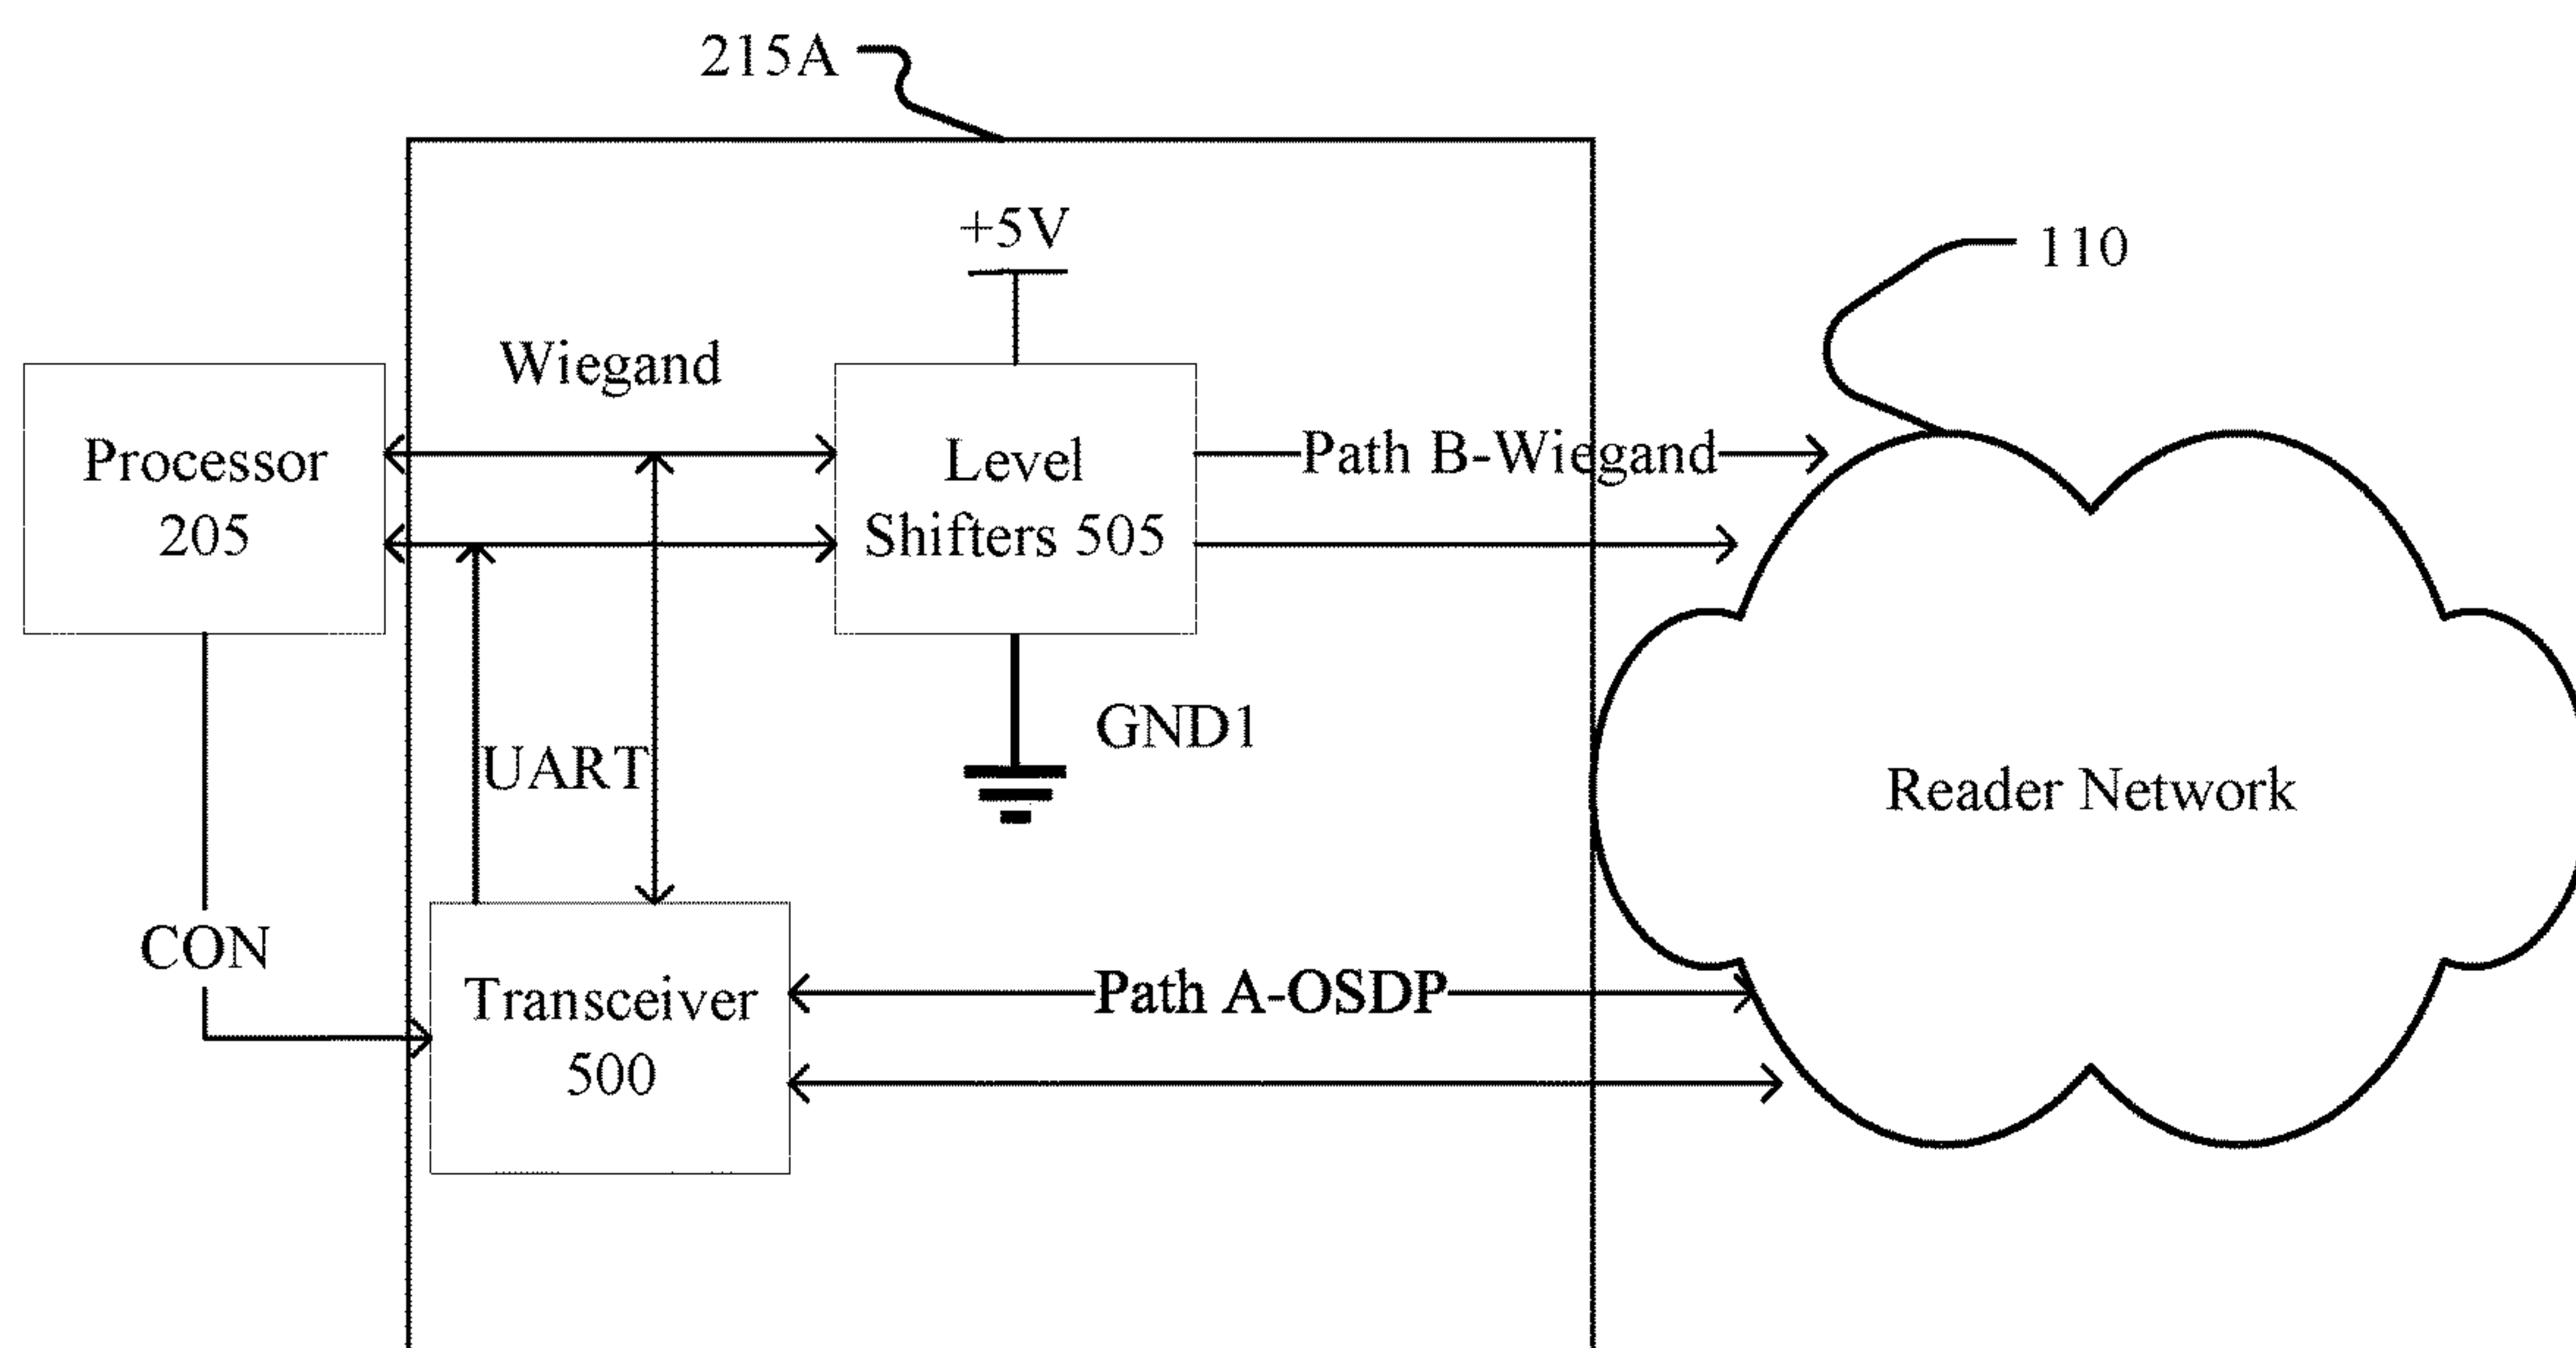 215A
+5V
110
Wiegand
Processor
205
Level
Shifters 505
Path B-Wiegand
GND1
UART
Reader Network
CON
Transceiver
500
Path A-OSDP